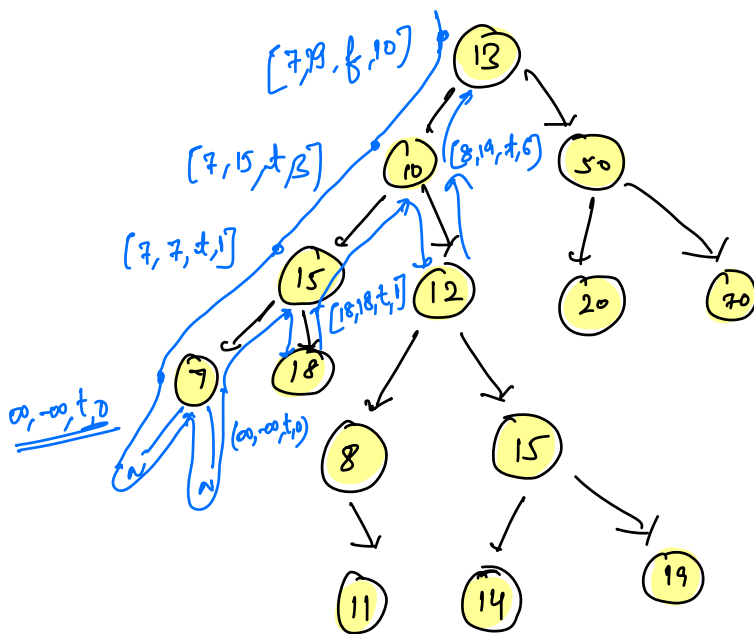 [7,19, f, 10)
13
[7, 15, t, 3]
10
[8,19, t, 6]
50
[7, 7, t, 1]
15
[18,18,t,1]
12
20
70
7
18
∞, -∞, t, 0
(∞, -∞, t, 0)
8
15
N
N
11
14
19